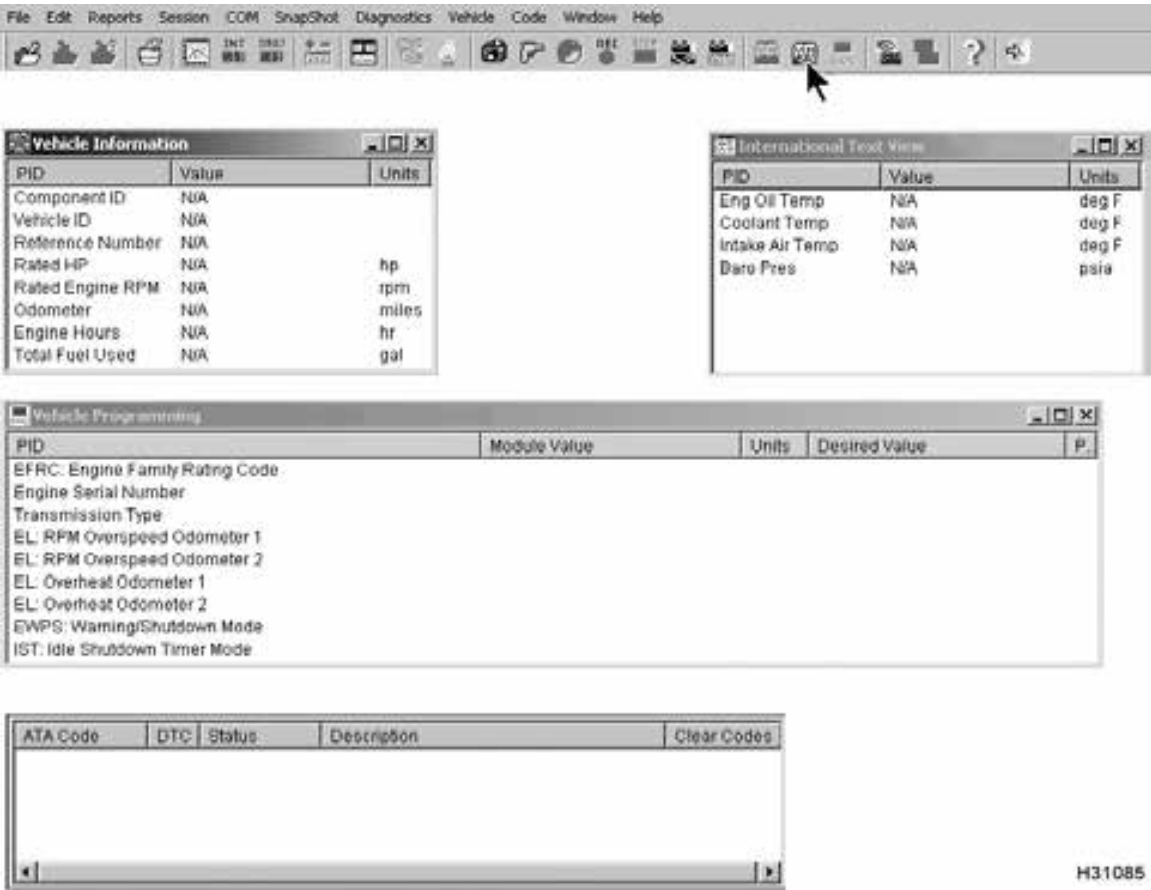 File Edit Reports Session COM SnapShot Diagnostics Vehicle Code Window Help
Vehicle Information
PID Value Units
Component ID N/A
Vehicle ID N/A
Reference Number N/A
Rated HP N/A hp
Rated Engine RPM N/A rpm
Odometer N/A miles
Engine Hours N/A hr
Total Fuel Used N/A gal
International Text View
PID Value Units
Eng Oil Temp N/A deg F
Coolant Temp N/A deg F
Intake Air Temp N/A deg F
Baro Pres N/A psia
Vehicle Programming
PID Module Value Units Desired Value P.
EFRC: Engine Family Rating Code
Engine Serial Number
Transmission Type
EL: RPM Overspeed Odometer 1
EL: RPM Overspeed Odometer 2
EL: Overheat Odometer 1
EL: Overheat Odometer 2
EWPS: Warning/Shutdown Mode
IST: Idle Shutdown Timer Mode
ATA Code DTC Status Description Clear Codes
H31085